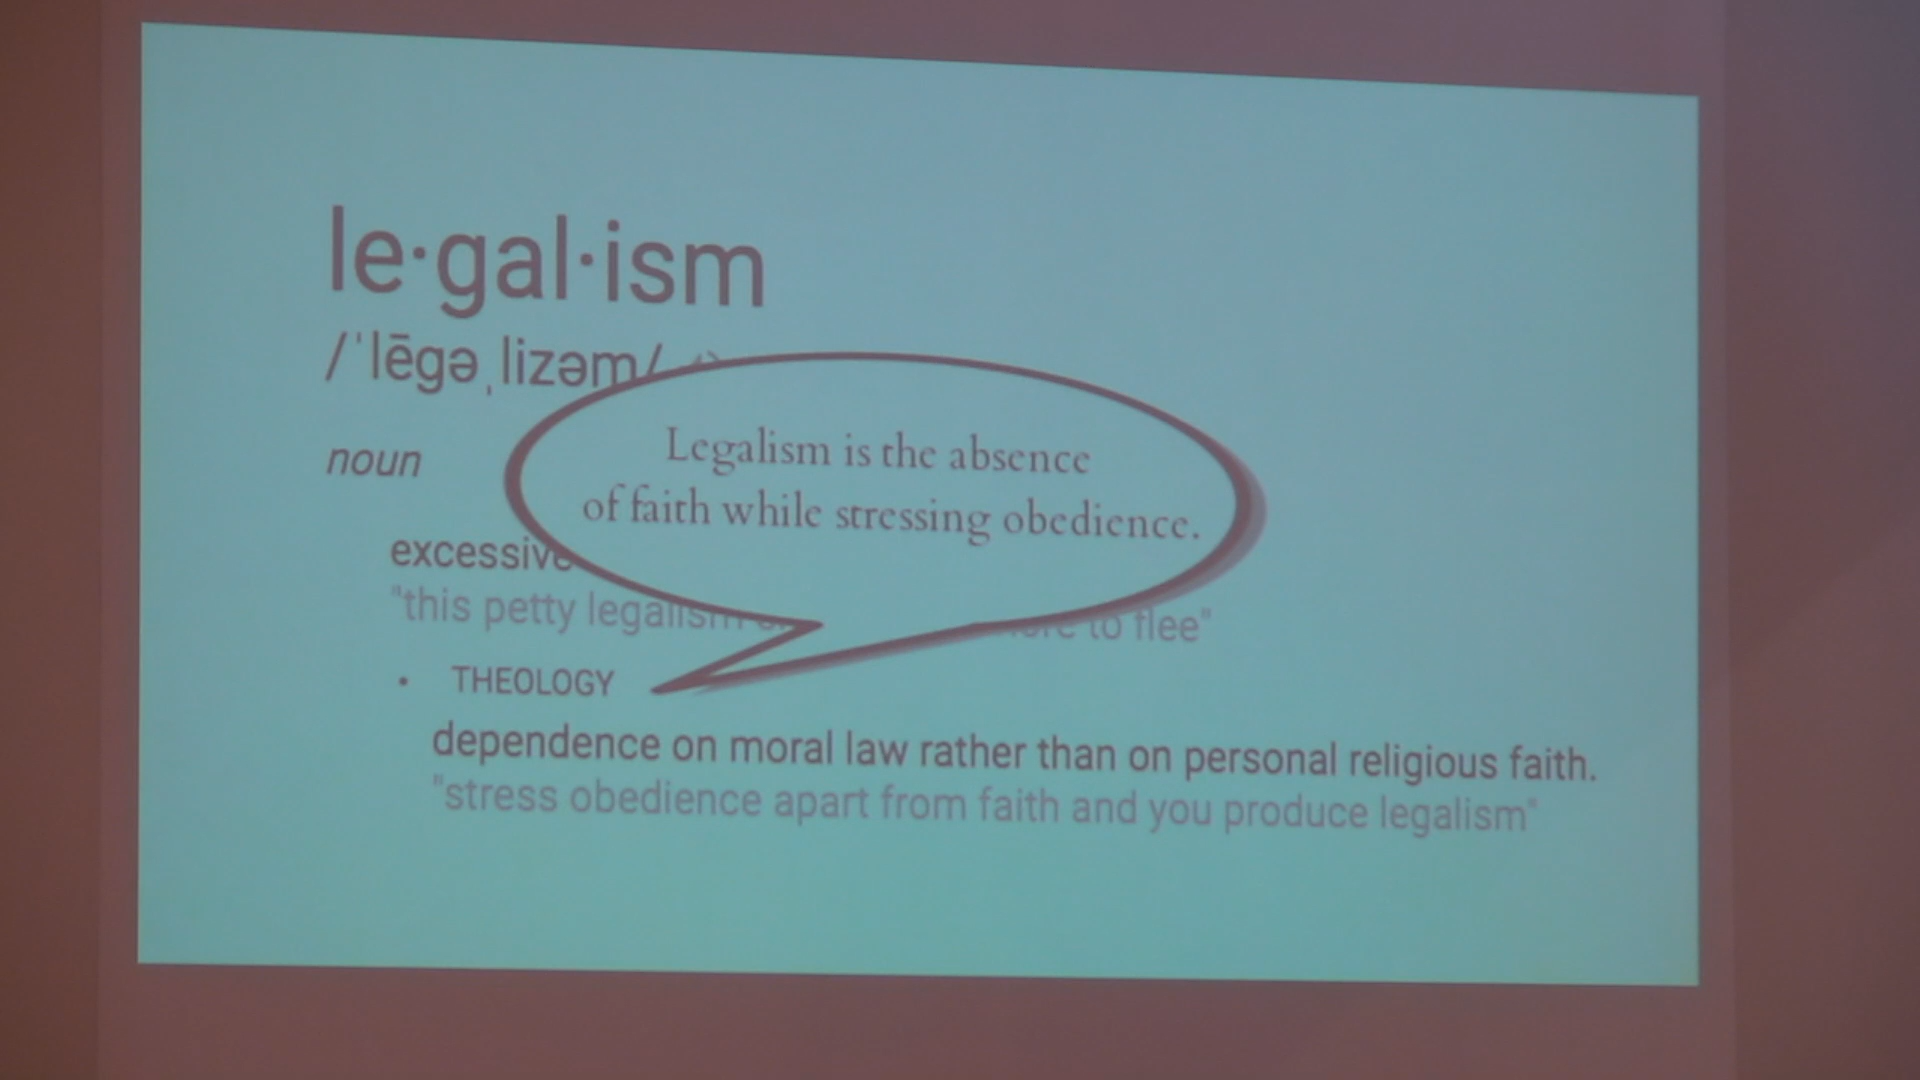 le·gal·ism
/ˈlēɡəˌlizəm/
noun
Legalism is the absence
of faith while stressing obedience.
excessive
"this petty legalism to flee"
THEOLOGY
dependence on moral law rather than on personal religious faith.
"stress obedience apart from faith and you produce legalism"